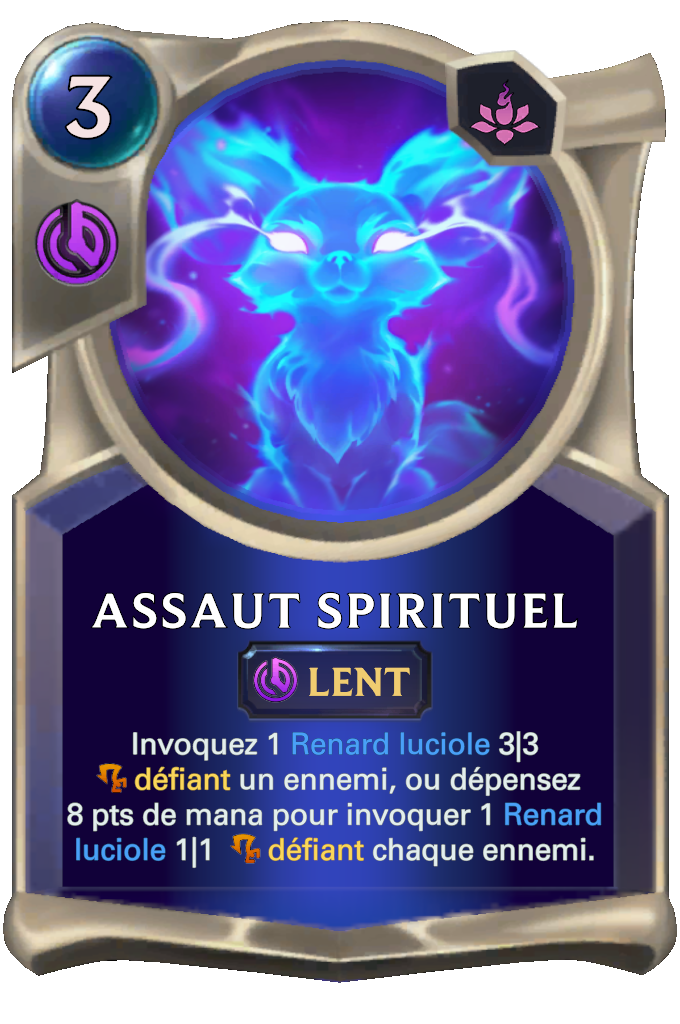 3
ASSAUT SPIRITUEL
LENT
Invoquez 1 Renard luciole 3|3
défiant un ennemi, ou dépensez
8 pts de mana pour invoquer 1 Renard
luciole 1|1 défiant chaque ennemi.